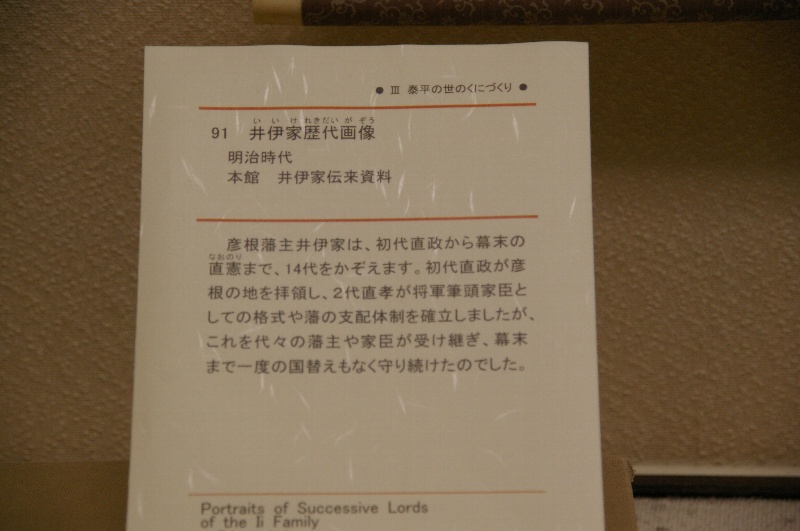 ● Ⅲ 泰平の世のくにづくり ●
いいけれきだいがぞう
91 井伊家歴代画像
明治時代
本館 井伊家伝来資料
彦根藩主井伊家は、初代直政から幕末の
なおのり
直憲まで、14代をかぞえます。初代直政が彦
根の地を拝領し、2代直孝が将軍筆頭家臣と
しての格式や藩の支配体制を確立しましたが、
これを代々の藩主や家臣が受け継ぎ、幕末
まで一度の国替えもなく守り続けたのでした。
Portraits of Successive Lords
of the Ii Family